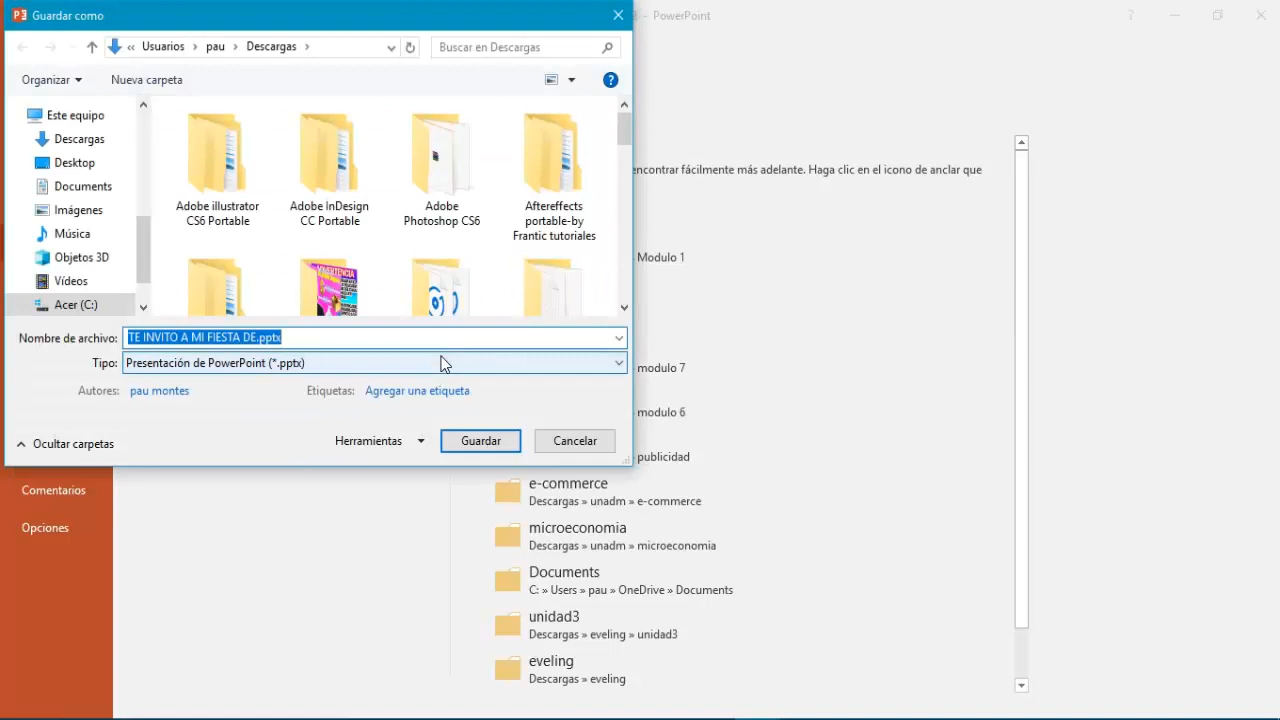 Guardar como
- PowerPoint
?
« Usuarios › pau › Descargas ›
Buscar en Descargas
Organizar
Nueva carpeta
?
Este equipo
Descargas
Desktop
Documents
Imágenes
Música
Objetos 3D
Vídeos
Acer (C:)
Adobe illustrator
CS6 Portable
Adobe InDesign
CC Portable
Adobe
Photoshop CS6
Aftereffects
portable-by
Frantic tutoriales
Nombre de archivo: TE INVITO A MI FIESTA DE.pptx
Tipo: Presentación de PowerPoint (*.pptx)
Autores: pau montes
Etiquetas: Agregar una etiqueta
Ocultar carpetas
Herramientas
Guardar
Cancelar
encontrar fácilmente más adelante. Haga clic en el icono de anclar que
Modulo 1
modulo 7
modulo 6
publicidad
e-commerce
Descargas » unadm » e-commerce
microeconomia
Descargas » unadm » microeconomia
Documents
C: » Users » pau » OneDrive » Documents
unidad3
Descargas » eveling » unidad3
eveling
Descargas » eveling
Comentarios
Opciones